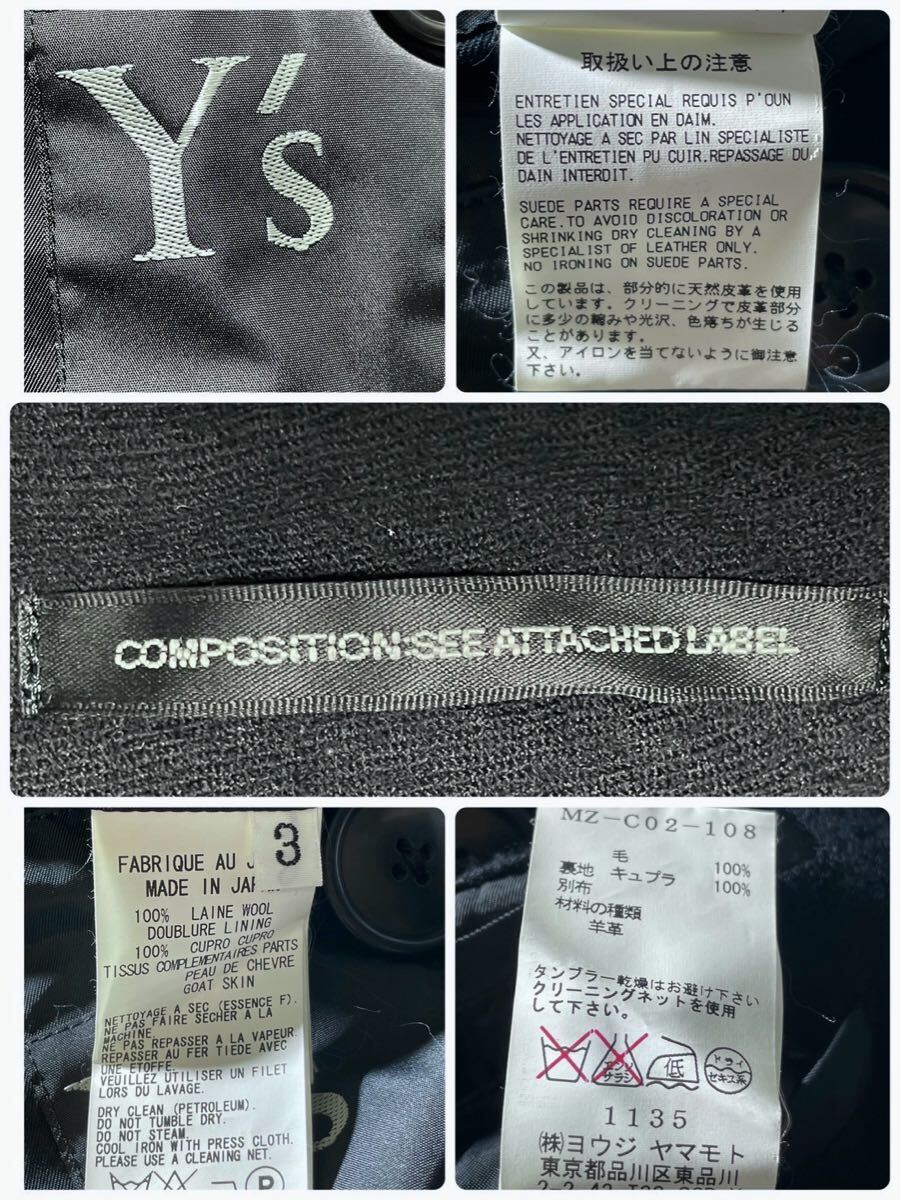 Y's
取扱い上の注意
ENTRETIEN SPECIAL REQUIS P'OUN
LES APPLICATION EN DAIM.
NETTOYAGE A SEC PAR LIN SPECIALISTE
DE L'ENTRETIEN PU CUIR.REPASSAGE DU
DAIN INTERDIT.
SUEDE PARTS REQUIRE A SPECIAL
CARE.TO AVOID DISCOLORATION OR
SHRINKING DRY CLEANING BY A
SPECIALIST OF LEATHER ONLY.
NO IRONING ON SUEDE PARTS.
この製品は、部分的に天然皮革を使用
しています。クリーニングで皮革部分
に多少の縮みや光沢、色落ちが生じる
ことがあります。
又、アイロンを当てないように御注意
下さい。
COMPOSITION:SEE ATTACHED LABEL
3
FABRIQUE AU J
MADE IN JAPAN
100% LAINE WOOL
DOUBLURE LINING
100% CUPRO CUPRO
TISSUS COMPLEMENTAIRES PARTS
PEAU DE CHEVRE
GOAT SKIN
NETTOYAGE A SEC (ESSENCE F).
NE PAS FAIRE SECHER A LA
MACHINE.
NE PAS REPASSER A LA VAPEUR.
REPASSER AU FER TIEDE AVEC
UNE ETOFFE.
VEUILLEZ UTILISER UN FILET
LORS DU LAVAGE.
DRY CLEAN (PETROLEUM).
DO NOT TUMBLE DRY.
DO NOT STEAM.
COOL IRON WITH PRESS CLOTH.
PLEASE USE A CLEANING NET.
P
MZ-C02-108
毛 100%
裏地 キュプラ 100%
別布
材料の種類
羊革
タンブラー乾燥はお避け下さい
クリーニングネットを使用
して下さい。
エンソサラシ 低 ドライ セキユ系
1135
(株)ヨウジ ヤマモト
東京都品川区東品川